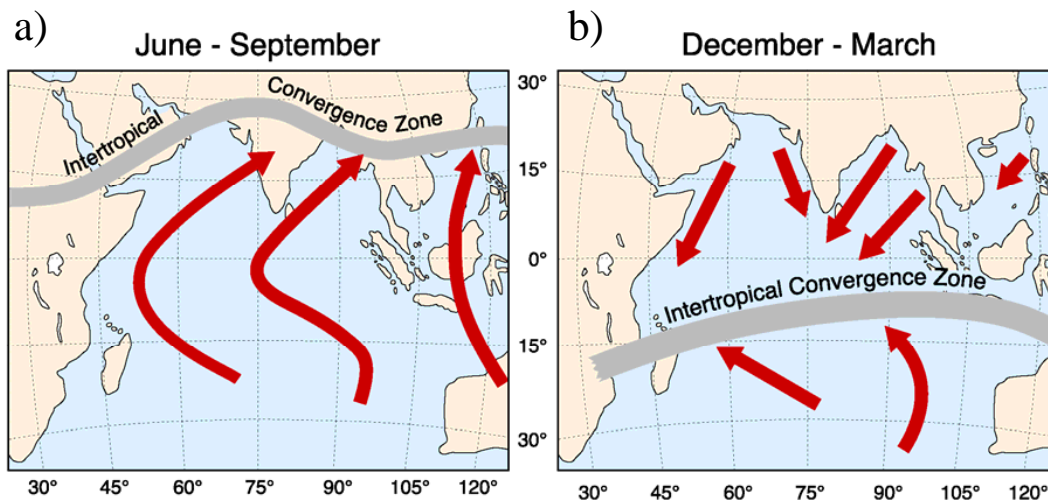 a)
June - September
Intertropical
Convergence Zone
30°
15°
0°
15°
30°
30°
45°
60°
75°
90°
105°
120°
b)
December - March
Intertropical Convergence Zone
30°
45°
60°
75°
90°
105°
120°